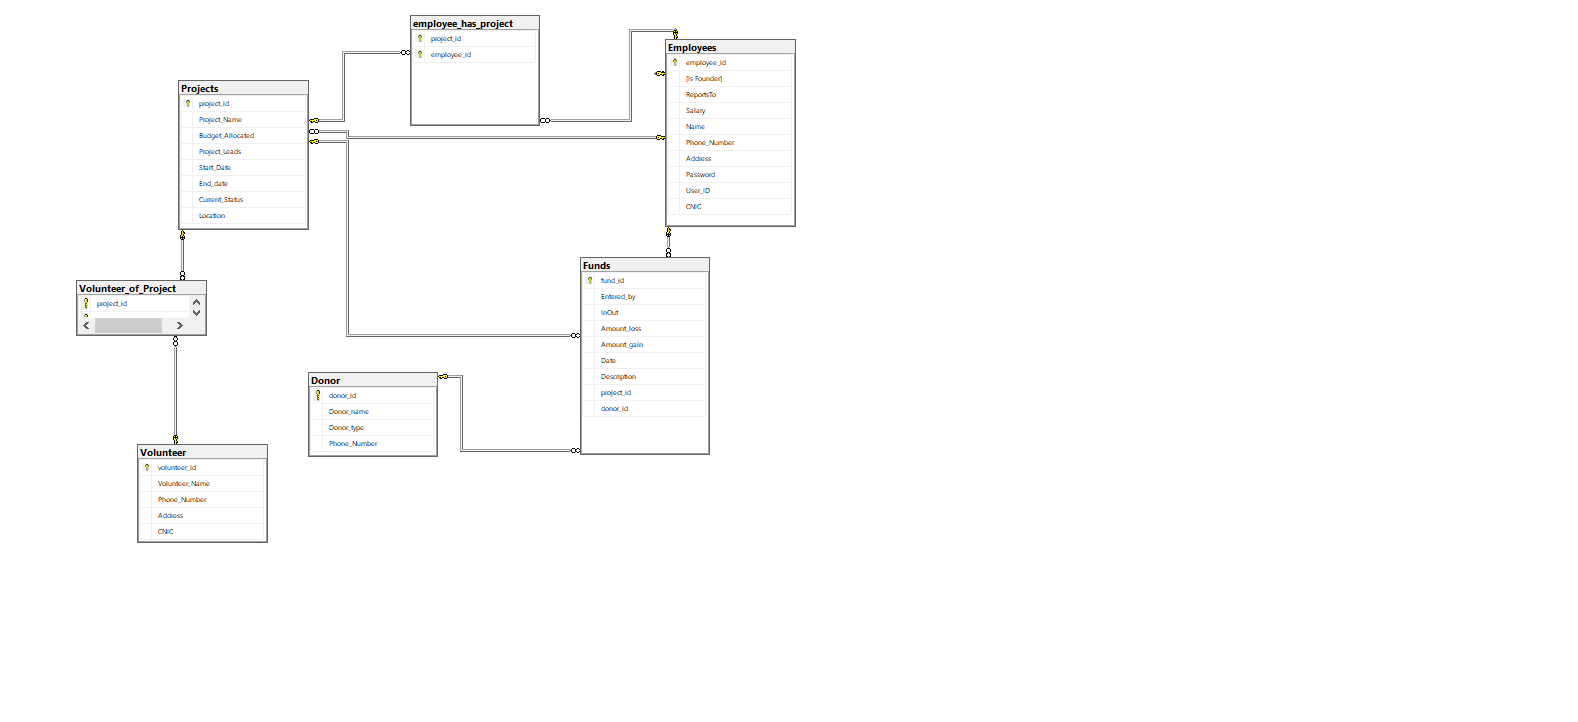 employee_has_project
project_id
employee_id
Employees
employee_id
[Is Founder]
ReportsTo
Salary
Name
Phone_Number
Address
Password
User_ID
CNIC
Projects
project_id
Project_Name
Budget_Allocated
Project_Leads
Start_Date
End_date
Current_Status
Location
Funds
fund_id
Entered_by
InOut
Amount_loss
Amount_gain
Date
Description
project_id
donor_id
Volunteer_of_Project
project_id
Donor
donor_id
Donor_name
Donor_type
Phone_Number
Volunteer
volunteer_id
Volunteer_Name
Phone_Number
Address
CNIC